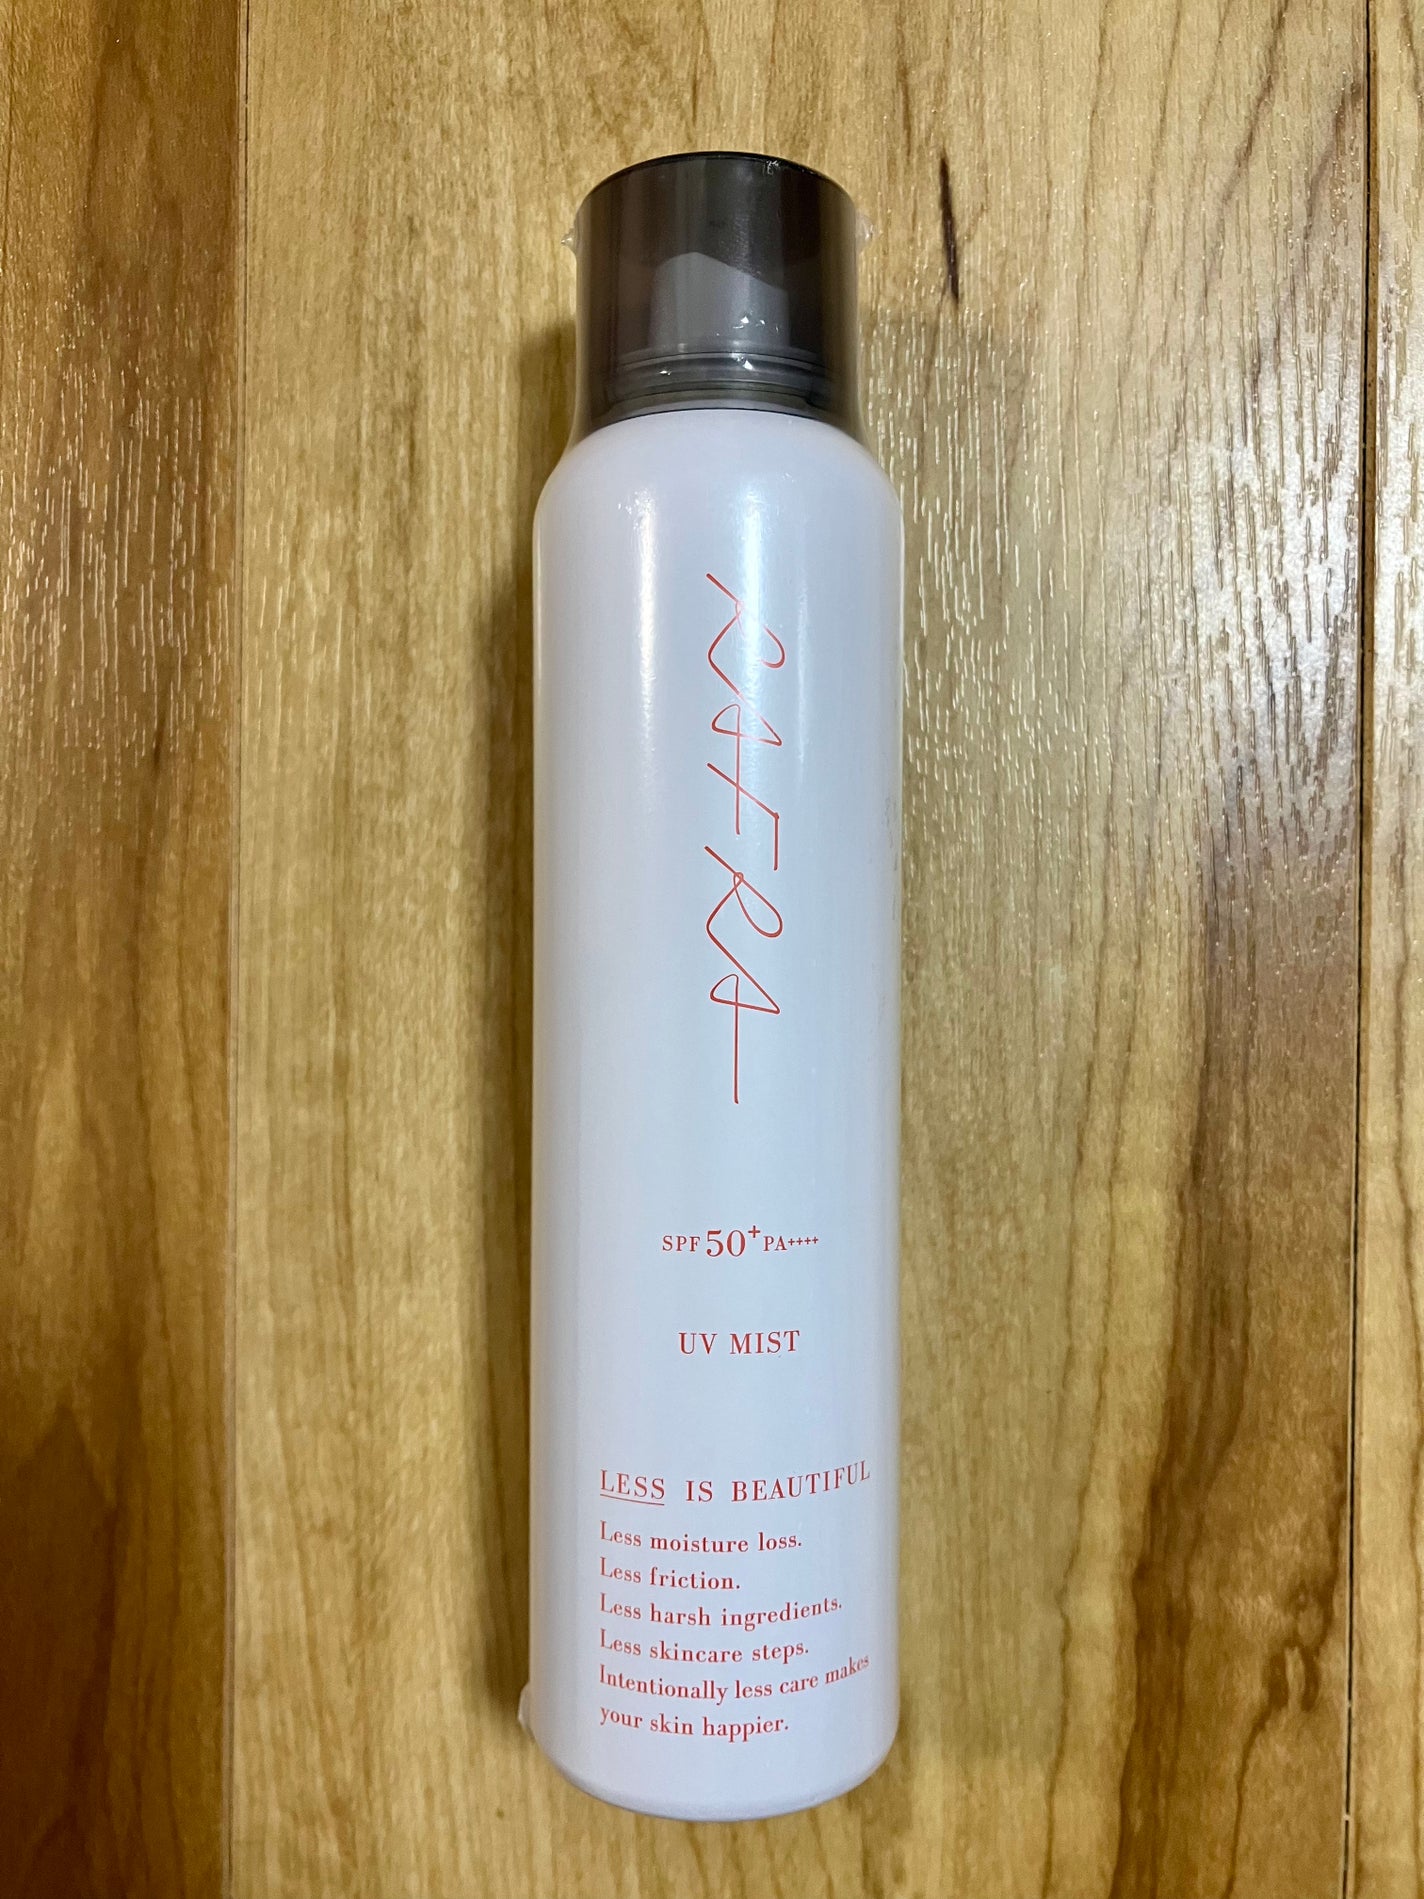 RAFRA
SPF 50+ PA++++
UV MIST
LESS IS BEAUTIFUL
Less moisture loss.
Less friction.
Less harsh ingredients.
Less skincare steps.
Intentionally less care makes
your skin happier.